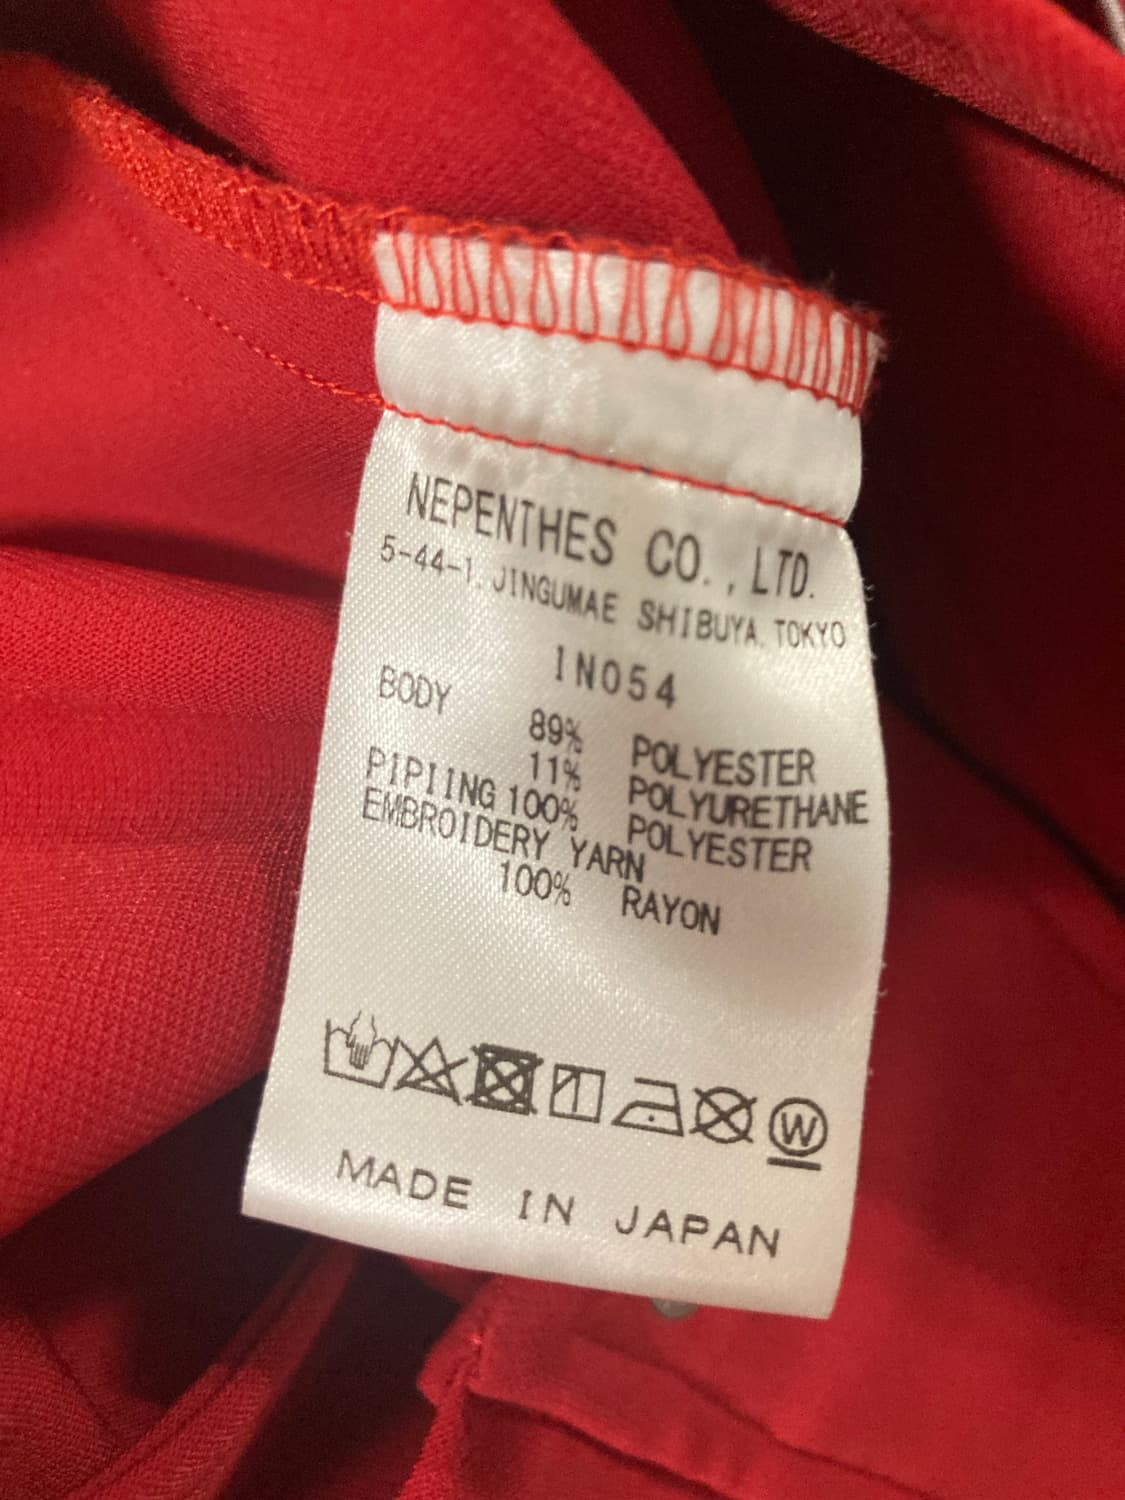 NEPENTHES CO.,LTD.
5-44-1, JINGUMAE SHIBUYA, TOKYO
IN054
BODY 89% POLYESTER
11% POLYURETHANE
PIPIING 100% POLYESTER
EMBROIDERY YARN
100% RAYON
W
MADE IN JAPAN